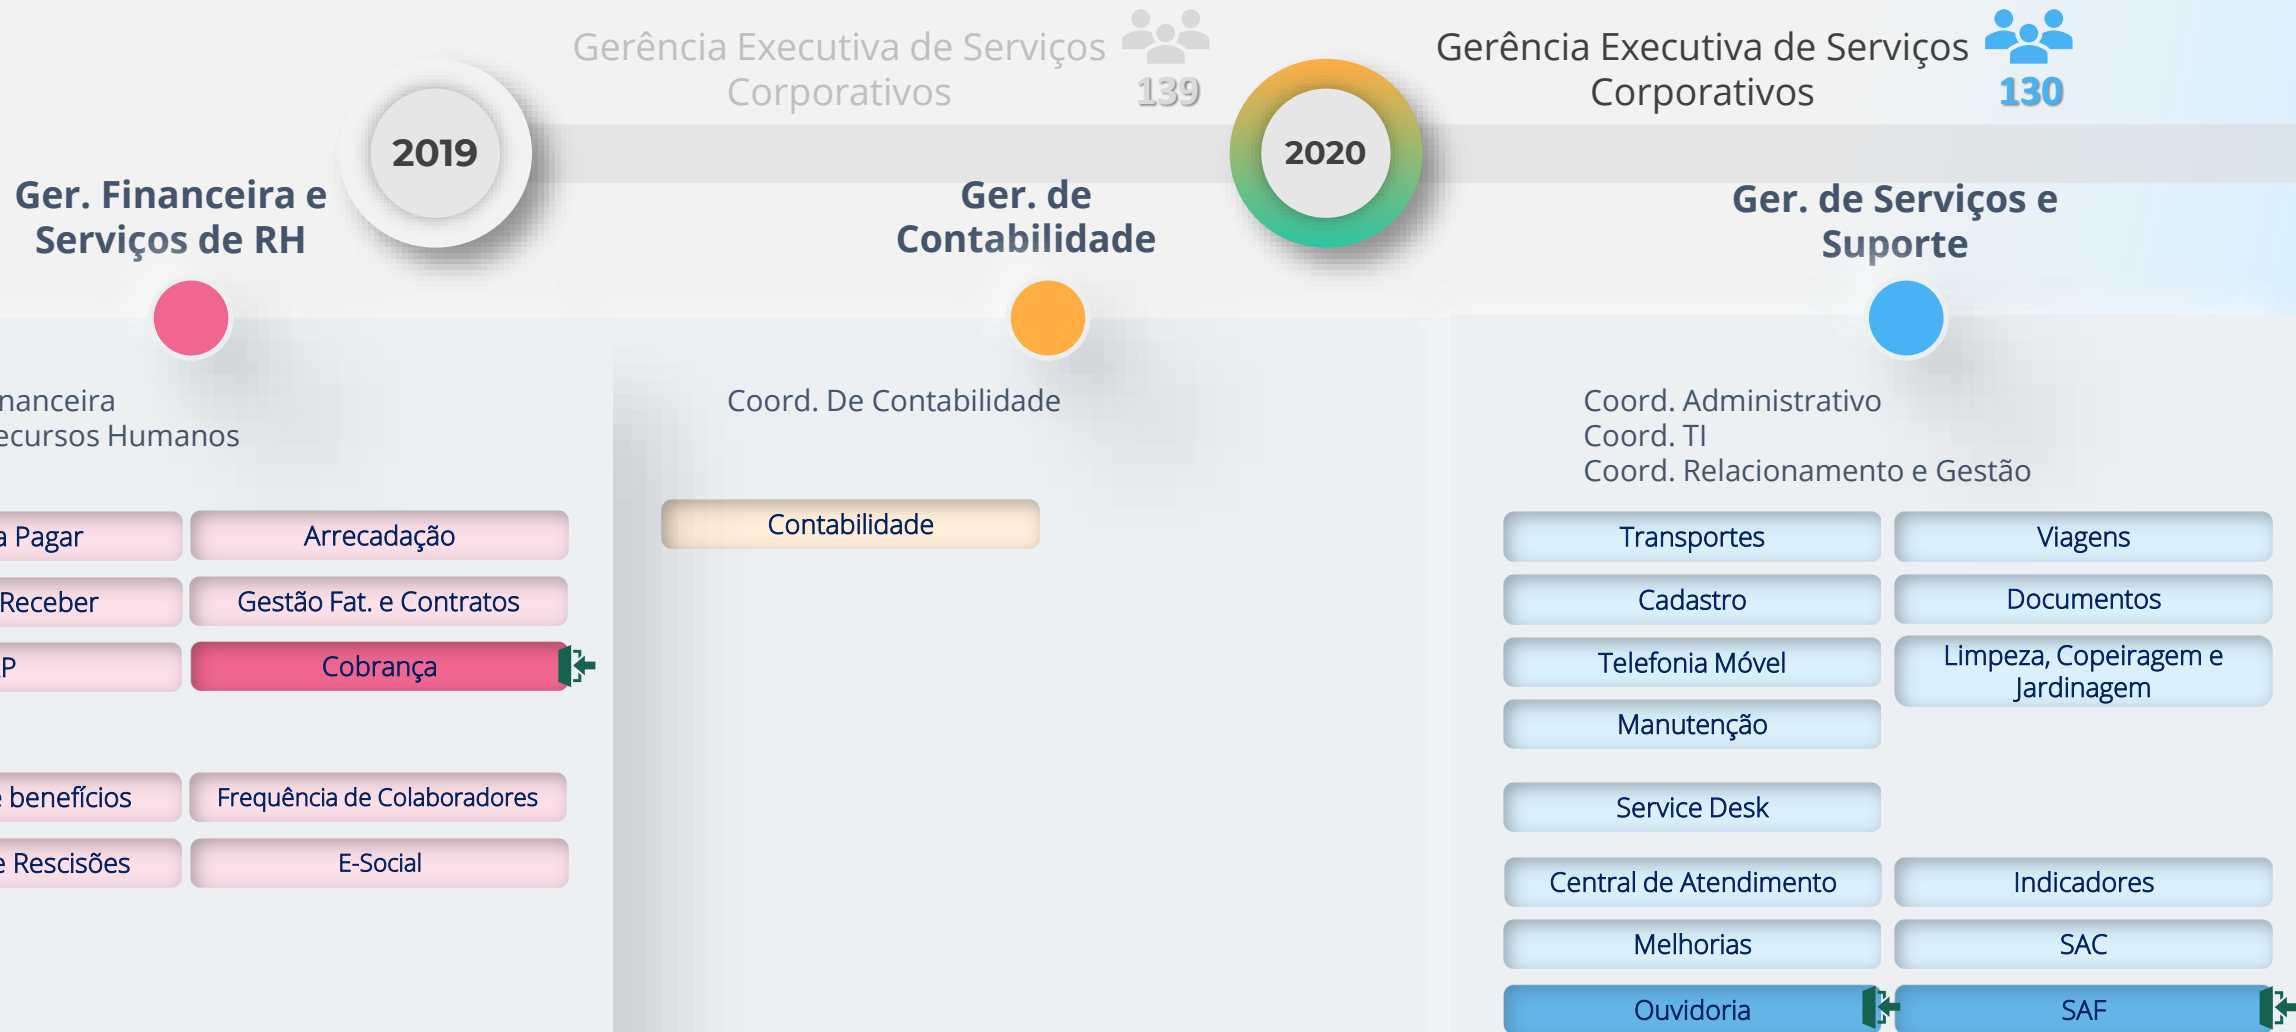 Gerência Executiva de Serviços
Corporativos
139
Gerência Executiva de Serviços
Corporativos
130
2019
2020
Ger. Financeira e
Serviços de RH
Ger. de
Contabilidade
Ger. de Serviços e
Suporte
nanceira
ecursos Humanos
Coord. De Contabilidade
Coord. Administrativo
Coord. TI
Coord. Relacionamento e Gestão
a Pagar
Arrecadação
Receber
Gestão Fat. e Contratos
P
Cobrança
e benefícios
Frequência de Colaboradores
e Rescisões
E-Social
Contabilidade
Transportes
Viagens
Cadastro
Documentos
Telefonia Móvel
Limpeza, Copeiragem e
Jardinagem
Manutenção
Service Desk
Central de Atendimento
Indicadores
Melhorias
SAC
Ouvidoria
SAF